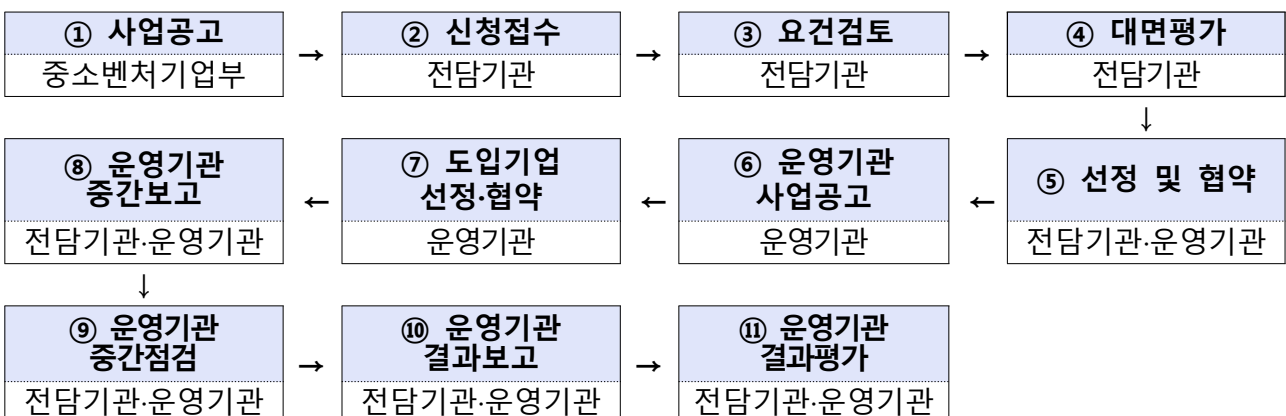 ① 사업공고
중소벤처기업부
→
② 신청접수
전담기관
→
③ 요건검토
전담기관
→
④ 대면평가
전담기관
↓
⑤ 선정 및 협약
전담기관·운영기관
←
⑥ 운영기관
사업공고
운영기관
←
⑦ 도입기업
선정·협약
운영기관
←
⑧ 운영기관
중간보고
전담기관·운영기관
↓
⑨ 운영기관
중간점검
전담기관·운영기관
→
⑩ 운영기관
결과보고
전담기관·운영기관
→
⑪ 운영기관
결과평가
전담기관·운영기관